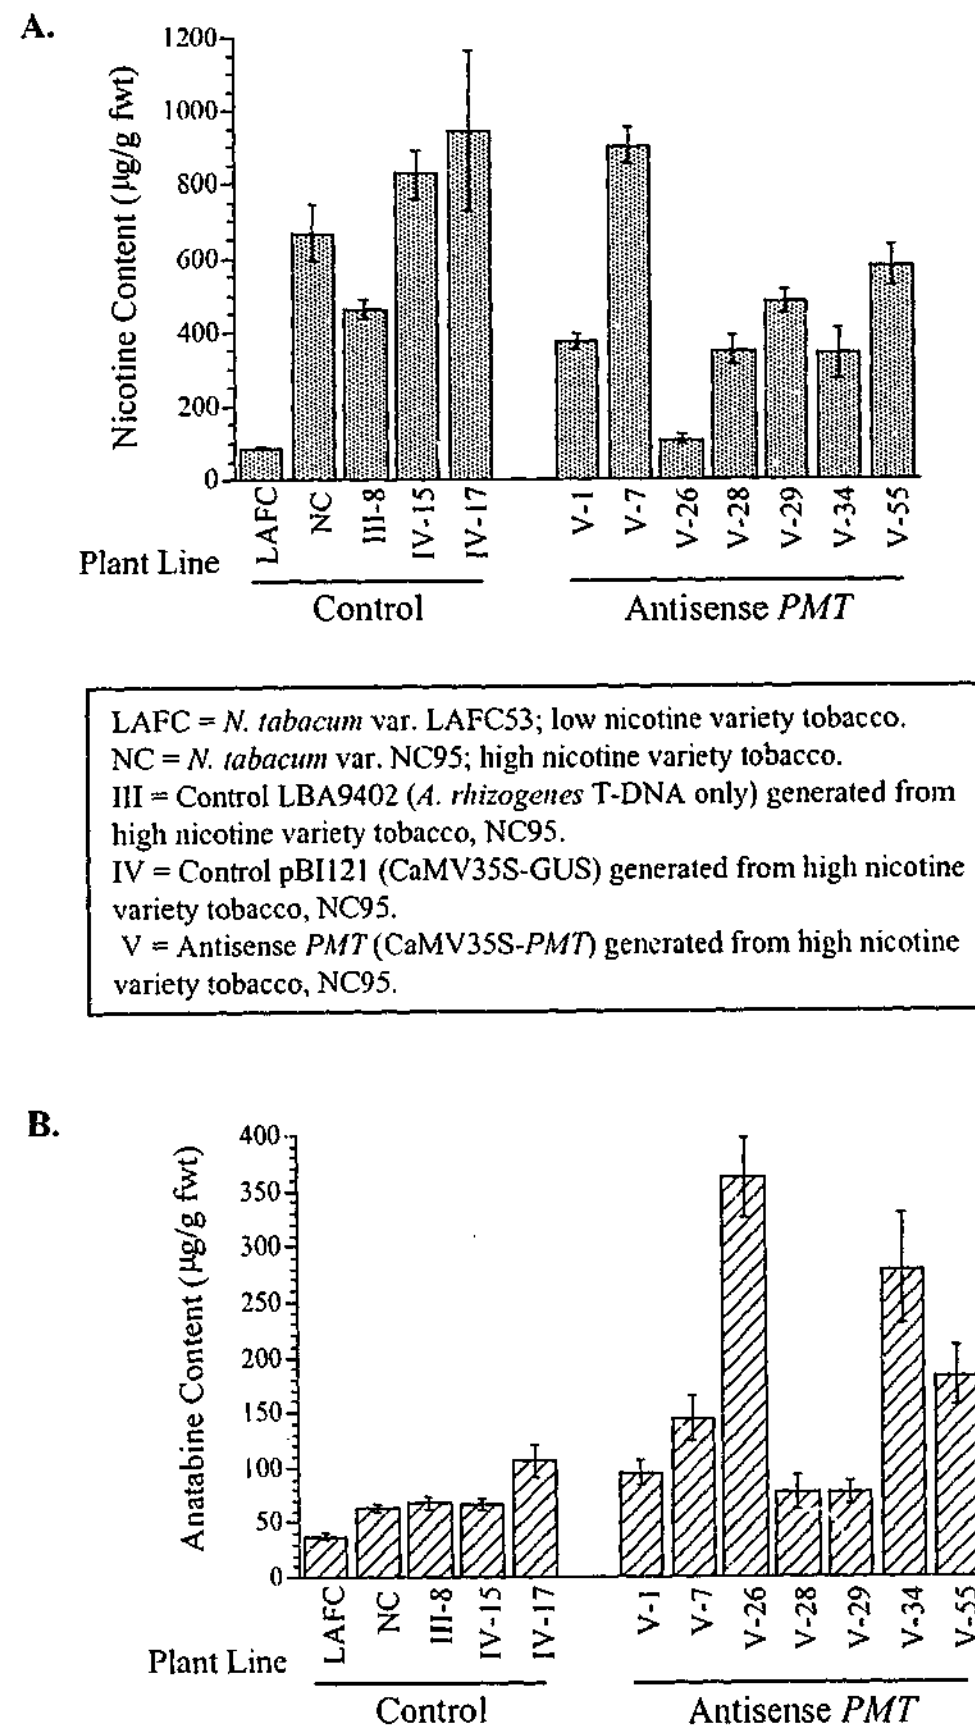 A.
Nicotine Content (µg/g fwt)
1200
1000
800
600
400
200
0
LAFC
NC
III-8
IV-15
IV-17
V-1
V-7
V-26
V-28
V-29
V-34
V-55
Plant Line
Control
Antisense PMT
LAFC = N. tabacum var. LAFC53; low nicotine variety tobacco.
NC = N. tabacum var. NC95; high nicotine variety tobacco.
III = Control LBA9402 (A. rhizogenes T-DNA only) generated from
high nicotine variety tobacco, NC95.
IV = Control pBI121 (CaMV35S-GUS) generated from high nicotine
variety tobacco, NC95.
V = Antisense PMT (CaMV35S-PMT) generated from high nicotine
variety tobacco, NC95.
B.
Anatabine Content (µg/g fwt)
400
350
300
250
200
150
100
50
0
LAFC
NC
III-8
IV-15
IV-17
V-1
V-7
V-26
V-28
V-29
V-34
V-55
Plant Line
Control
Antisense PMT